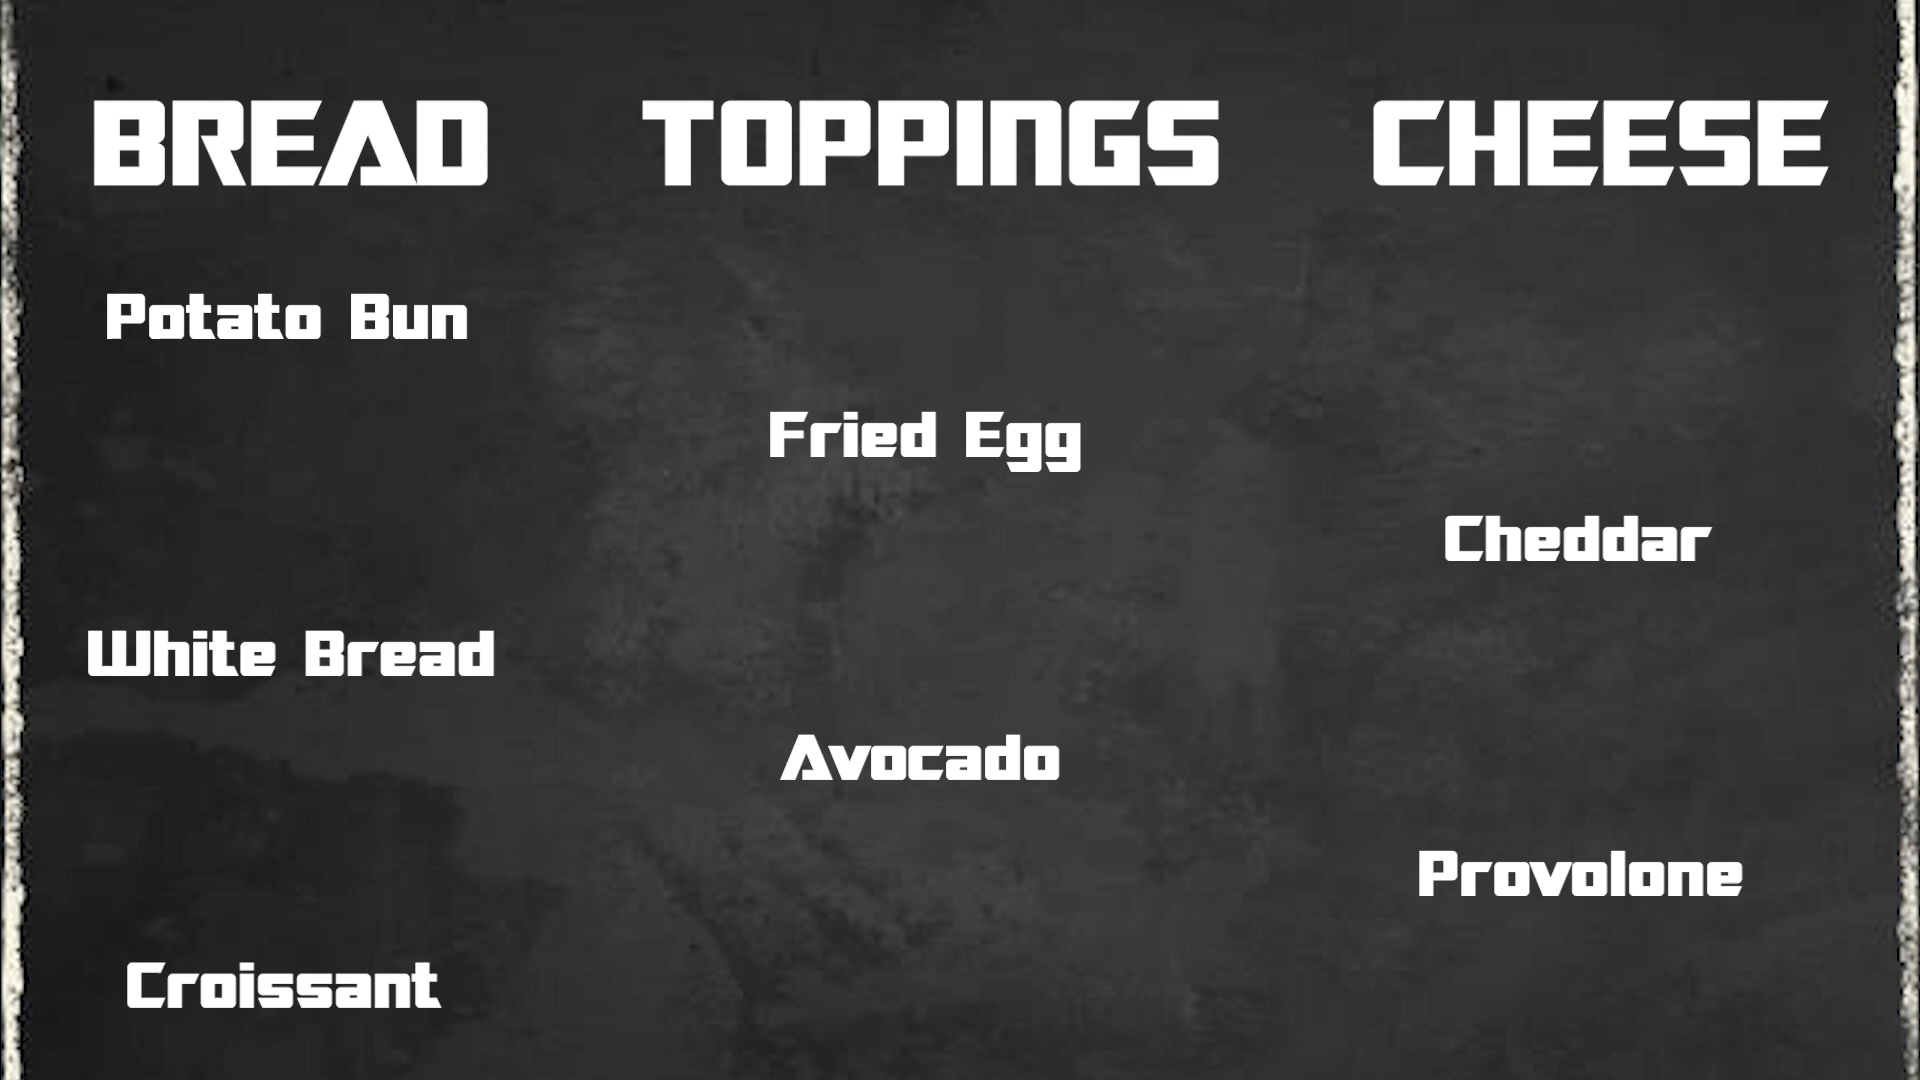 BREAD TOPPINGS CHEESE
Potato Bun
Fried Egg
Cheddar
White Bread
Avocado
Provolone
Croissant